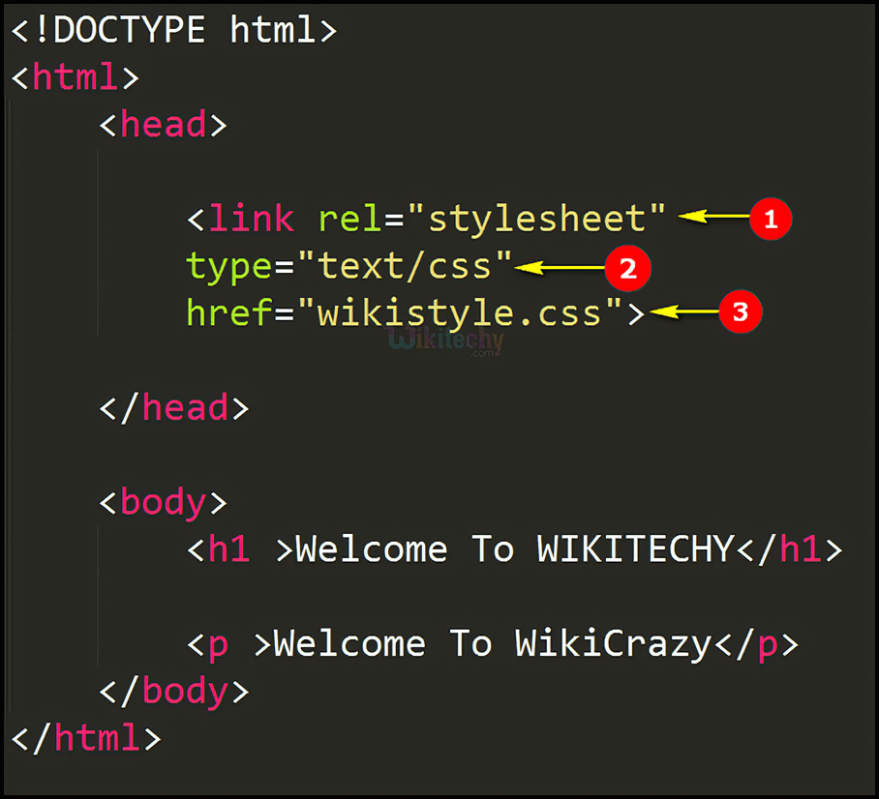 <!DOCTYPE html>
<html>
<head>
<link rel="stylesheet" 1
type="text/css" 2
href="wikistyle.css"> 3
Wikitechy
.com
</head>
<body>
<h1 >Welcome To WIKITECHY</h1>
<p >Welcome To WikiCrazy</p>
</body>
</html>